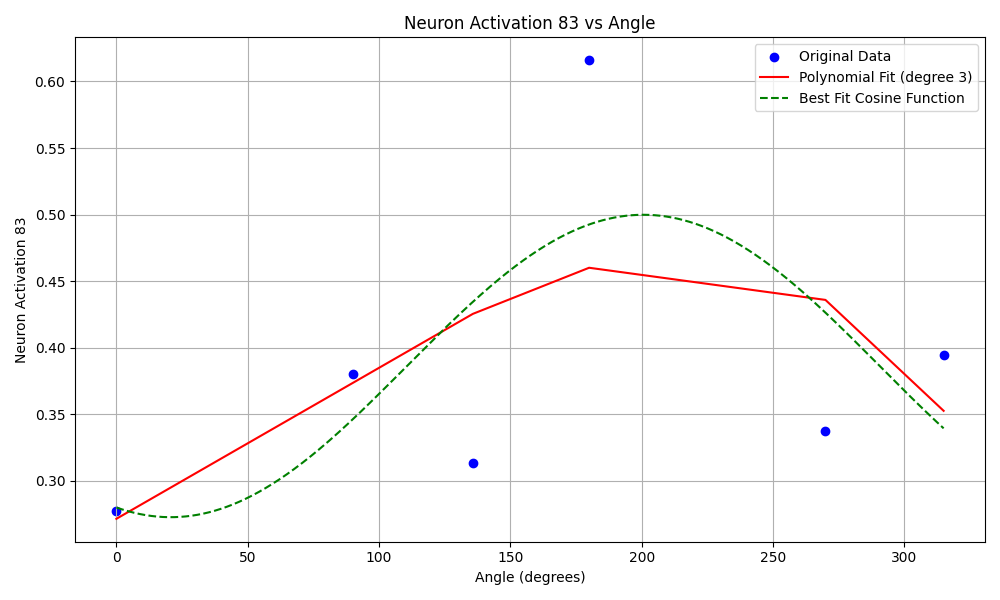 Neuron Activation 83 vs Angle
Original Data
Polynomial Fit (degree 3)
Best Fit Cosine Function
Neuron Activation 83
0.60
0.55
0.50
0.45
0.40
0.35
0.30
0
50
100
150
200
250
300
Angle (degrees)